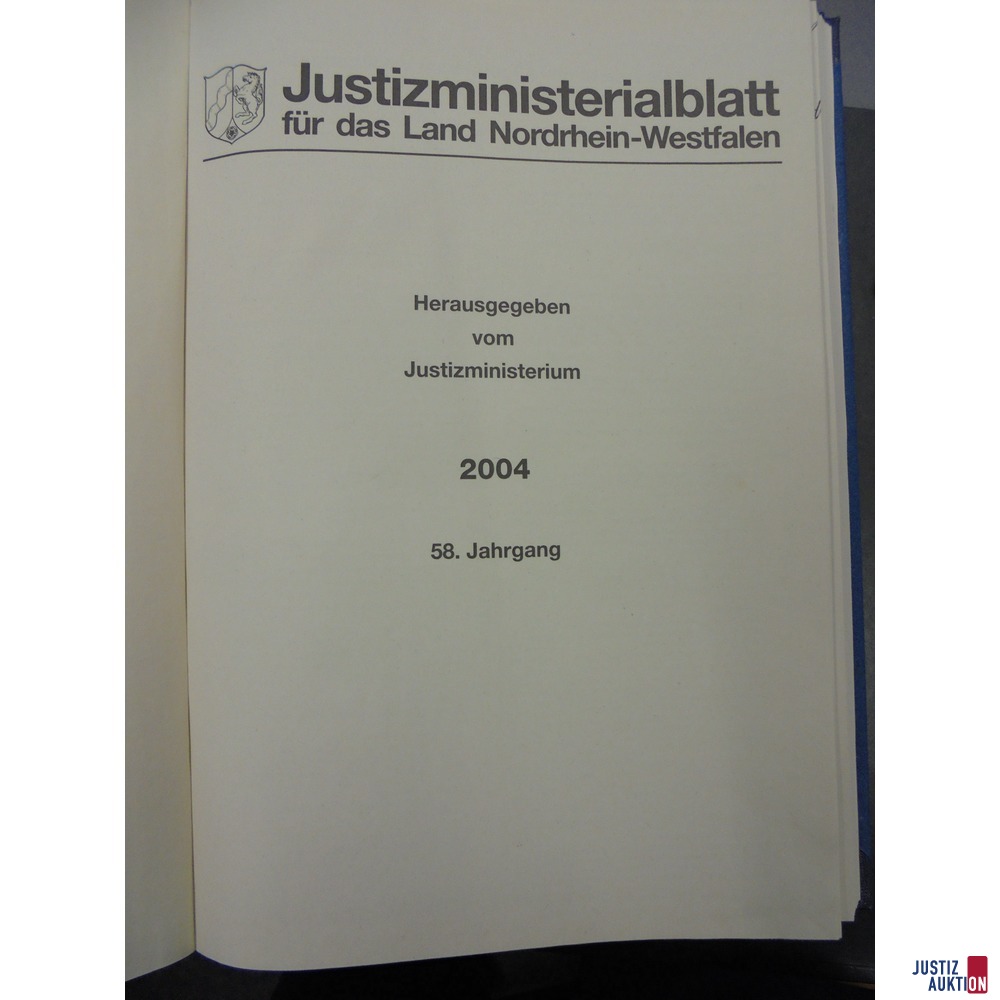 Justizministerialblatt
für das Land Nordrhein-Westfalen
Herausgegeben
vom
Justizministerium
2004
58. Jahrgang
JUSTIZ
AUKTION